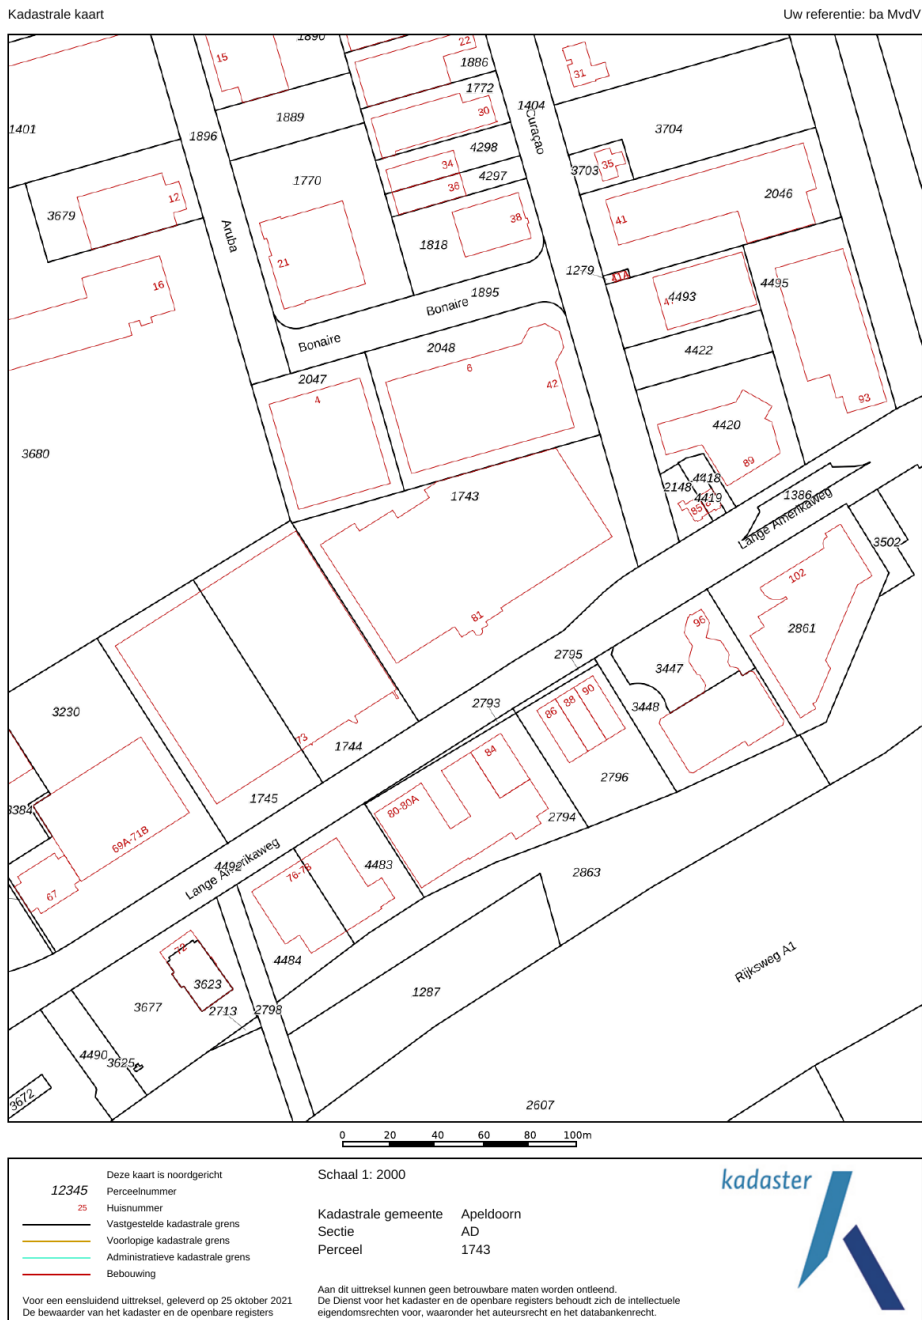 Kadastrale kaart
Uw referentie: ba MvdV
1890
22
15
1886
31
1772
1404
30
1889
1401
1896
3704
Curaçao
4298
34
35
3703
1770
4297
36
2046
12
3679
38
41
Aruba
1818
21
1279
41A
4495
16
1895
4493
Bonaire
Bonaire
2048
4422
6
2047
42
4
93
4420
3680
89
4418
2148
4419
85
1743
1386
Lange Amerikaweg
3502
102
81
96
2861
2795
3447
2793
3230
86
88
90
3448
73
1744
84
2796
1745
80-80A
3384
2794
69A-71B
Lange Amerikaweg
76-78
4483
2863
67
72
4484
Rijksweg A1
3623
1287
3677
2713
2798
4490
3625
3672
2607
0 20 40 60 80 100m
Deze kaart is noordgericht
12345 Perceelnummer
25 Huisnummer
Vastgestelde kadastrale grens
Voorlopige kadastrale grens
Administratieve kadastrale grens
Bebouwing
Voor een eensluidend uittreksel, geleverd op 25 oktober 2021
De bewaarder van het kadaster en de openbare registers
Schaal 1: 2000
Kadastrale gemeente Apeldoorn
Sectie AD
Perceel 1743
Aan dit uittreksel kunnen geen betrouwbare maten worden ontleend.
De Dienst voor het kadaster en de openbare registers behoudt zich de intellectuele
eigendomsrechten voor, waaronder het auteursrecht en het databankenrecht.
kadaster